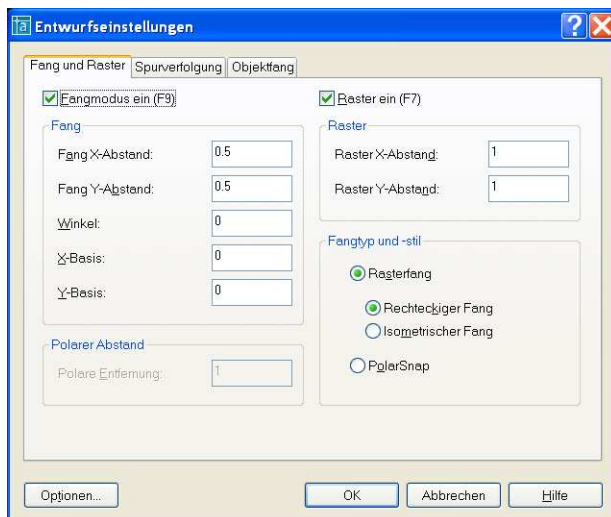 Entwurfseinstellungen
Fang und Raster Spurverfolgung Objektfang
Fangmodus ein (F9)
Raster ein (F7)
Fang
Fang X-Abstand: 0.5
Fang Y-Abstand: 0.5
Winkel: 0
X-Basis: 0
Y-Basis: 0
Polarer Abstand
Polare Entfernung: 1
Raster
Raster X-Abstand: 1
Raster Y-Abstand: 1
Fangtyp und -stil
Rasterfang
Rechteckiger Fang
Isometrischer Fang
PolarSnap
Optionen... OK Abbrechen Hilfe